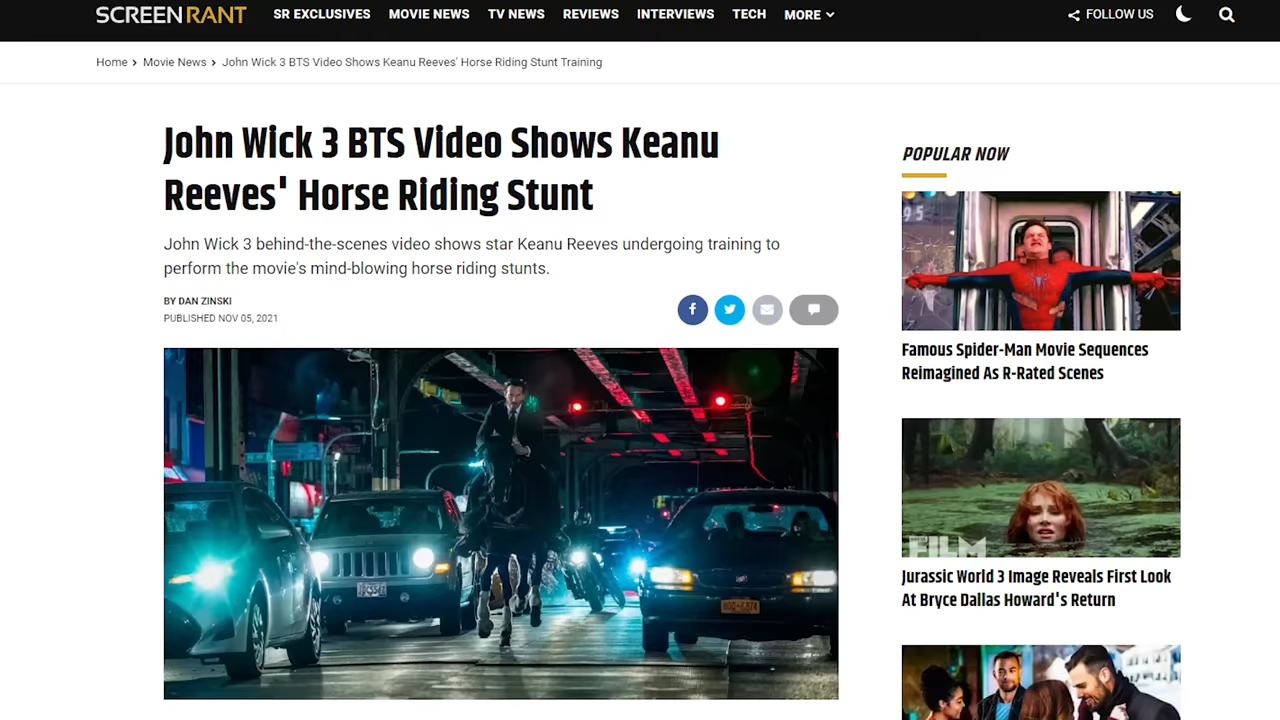 SCREENRANT SR EXCLUSIVES MOVIE NEWS TV NEWS REVIEWS INTERVIEWS TECH MORE FOLLOW US
Home > Movie News > John Wick 3 BTS Video Shows Keanu Reeves' Horse Riding Stunt Training
John Wick 3 BTS Video Shows Keanu
Reeves' Horse Riding Stunt
John Wick 3 behind-the-scenes video shows star Keanu Reeves undergoing training to
perform the movie's mind-blowing horse riding stunts.
BY DAN ZINSKI
PUBLISHED NOV 05, 2021
POPULAR NOW
95
Famous Spider-Man Movie Sequences
Reimagined As R-Rated Scenes
FILM
Jurassic World 3 Image Reveals First Look
At Bryce Dallas Howard's Return